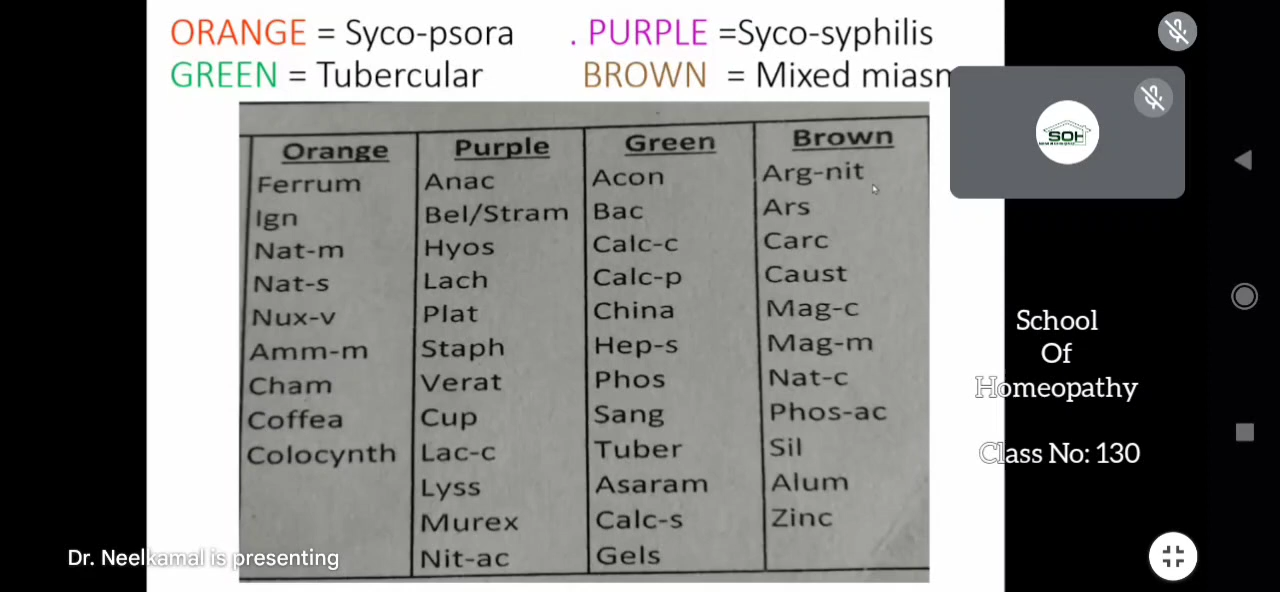 ORANGE = Syco-psora . PURPLE =Syco-syphilis
GREEN = Tubercular BROWN = Mixed miasm
Orange Purple Green Brown
Ferrum Anac Acon Arg-nit
Ign Bel/Stram Bac Ars
Nat-m Hyos Calc-c Carc
Nat-s Lach Calc-p Caust
Nux-v Plat China Mag-c
Amm-m Staph Hep-s Mag-m
Cham Verat Phos Nat-c
Coffea Cup Sang Phos-ac
Colocynth Lac-c Tuber Sil
Lyss Asaram Alum
Murex Calc-s Zinc
Nit-ac Gels
SOH
School
Of
Homeopathy
Class No: 130
Dr. Neelkamal is presenting